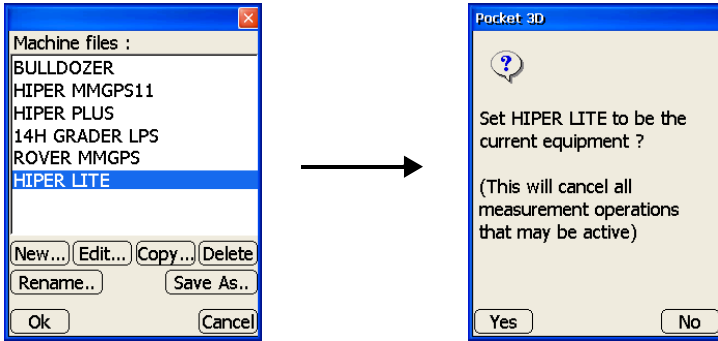 Machine files :
BULLDOZER
HIPER MMGPS11
HIPER PLUS
14H GRADER LPS
ROVER MMGPS
HIPER LITE
New... Edit... Copy... Delete
Rename.. Save As..
Ok Cancel
Pocket 3D
Set HIPER LITE to be the
current equipment ?
(This will cancel all
measurement operations
that may be active)
Yes No